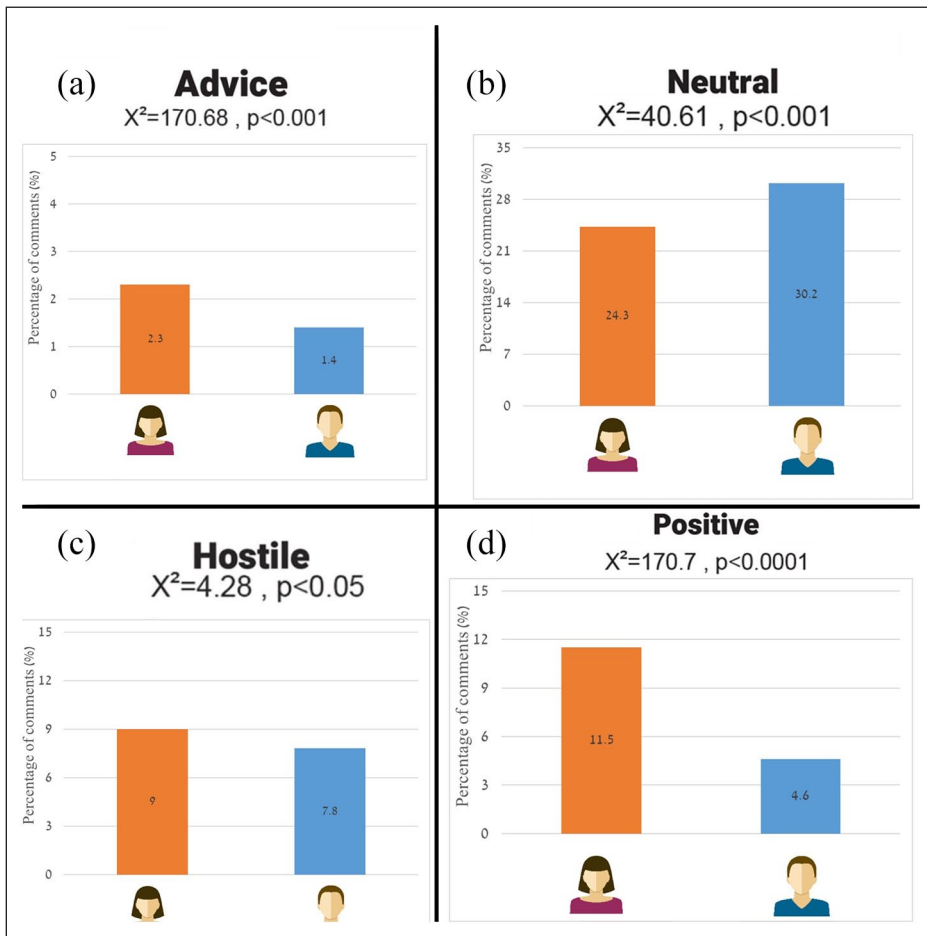 (a)
Advice
X²=170.68 , p<0.001
Percentage of comments (%)
5
4
3
2
1
0
2.3
1.4
(b)
Neutral
X²=40.61 , p<0.001
Percentage of comments (%)
35
28
21
14
7
0
24.3
30.2
(c)
Hostile
X²=4.28 , p<0.05
Percentage of comments (%)
15
12
9
6
3
0
9
7.8
(d)
Positive
X²=170.7 , p<0.0001
Percentage of comments (%)
15
12
9
6
3
0
11.5
4.6